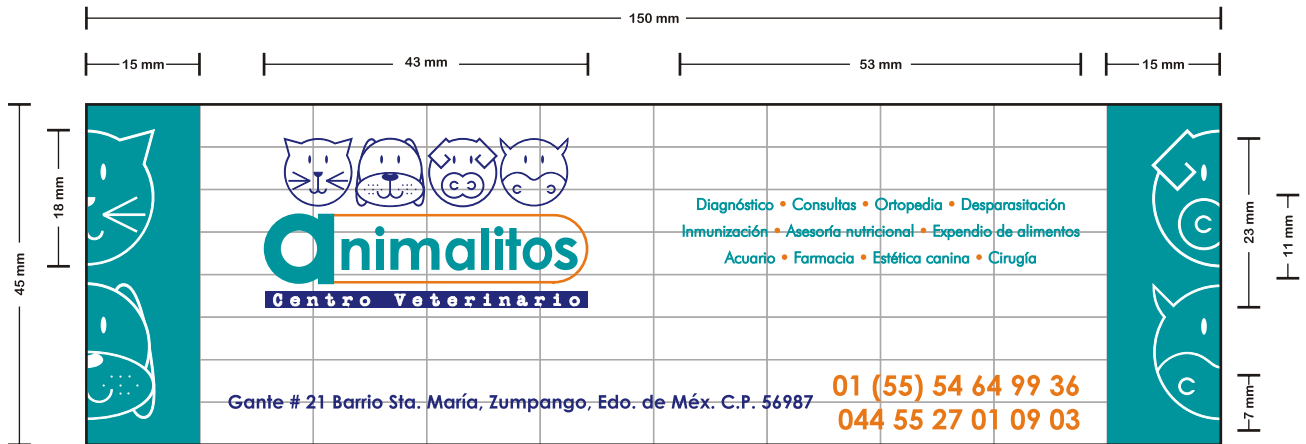 150 mm
15 mm
43 mm
53 mm
15 mm
45 mm
18 mm
23 mm
11 mm
7 mm
animalitos
Centro Veterinario
Diagnóstico • Consultas • Ortopedia • Desparasitación
Inmunización • Asesoría nutricional • Expendio de alimentos
Acuario • Farmacia • Estética canina • Cirugía
Gante # 21 Barrio Sta. María, Zumpango, Edo. de Méx. C.P. 56987
01 (55) 54 64 99 36
044 55 27 01 09 03